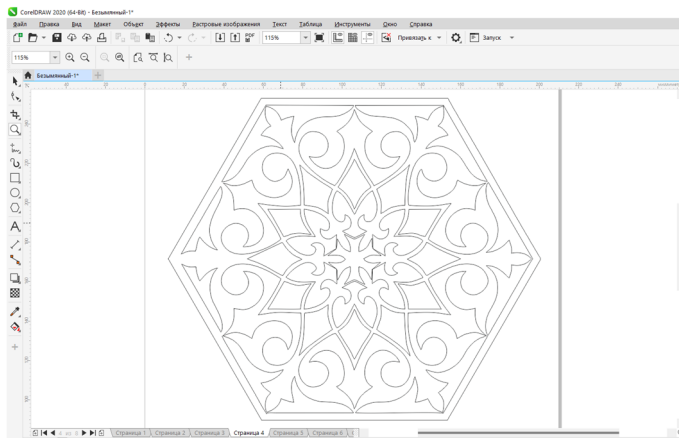 CorelDRAW 2020 (64-Bit) - Безымянный-1*
Файл Правка Вид Макет Объект Эффекты Растровые изображения Текст Таблица Инструменты Окно Справка
115% Привязать к Запуск
115%
Безымянный-1*
Страница 1 Страница 2 Страница 3 Страница 4 Страница 5 Страница 6